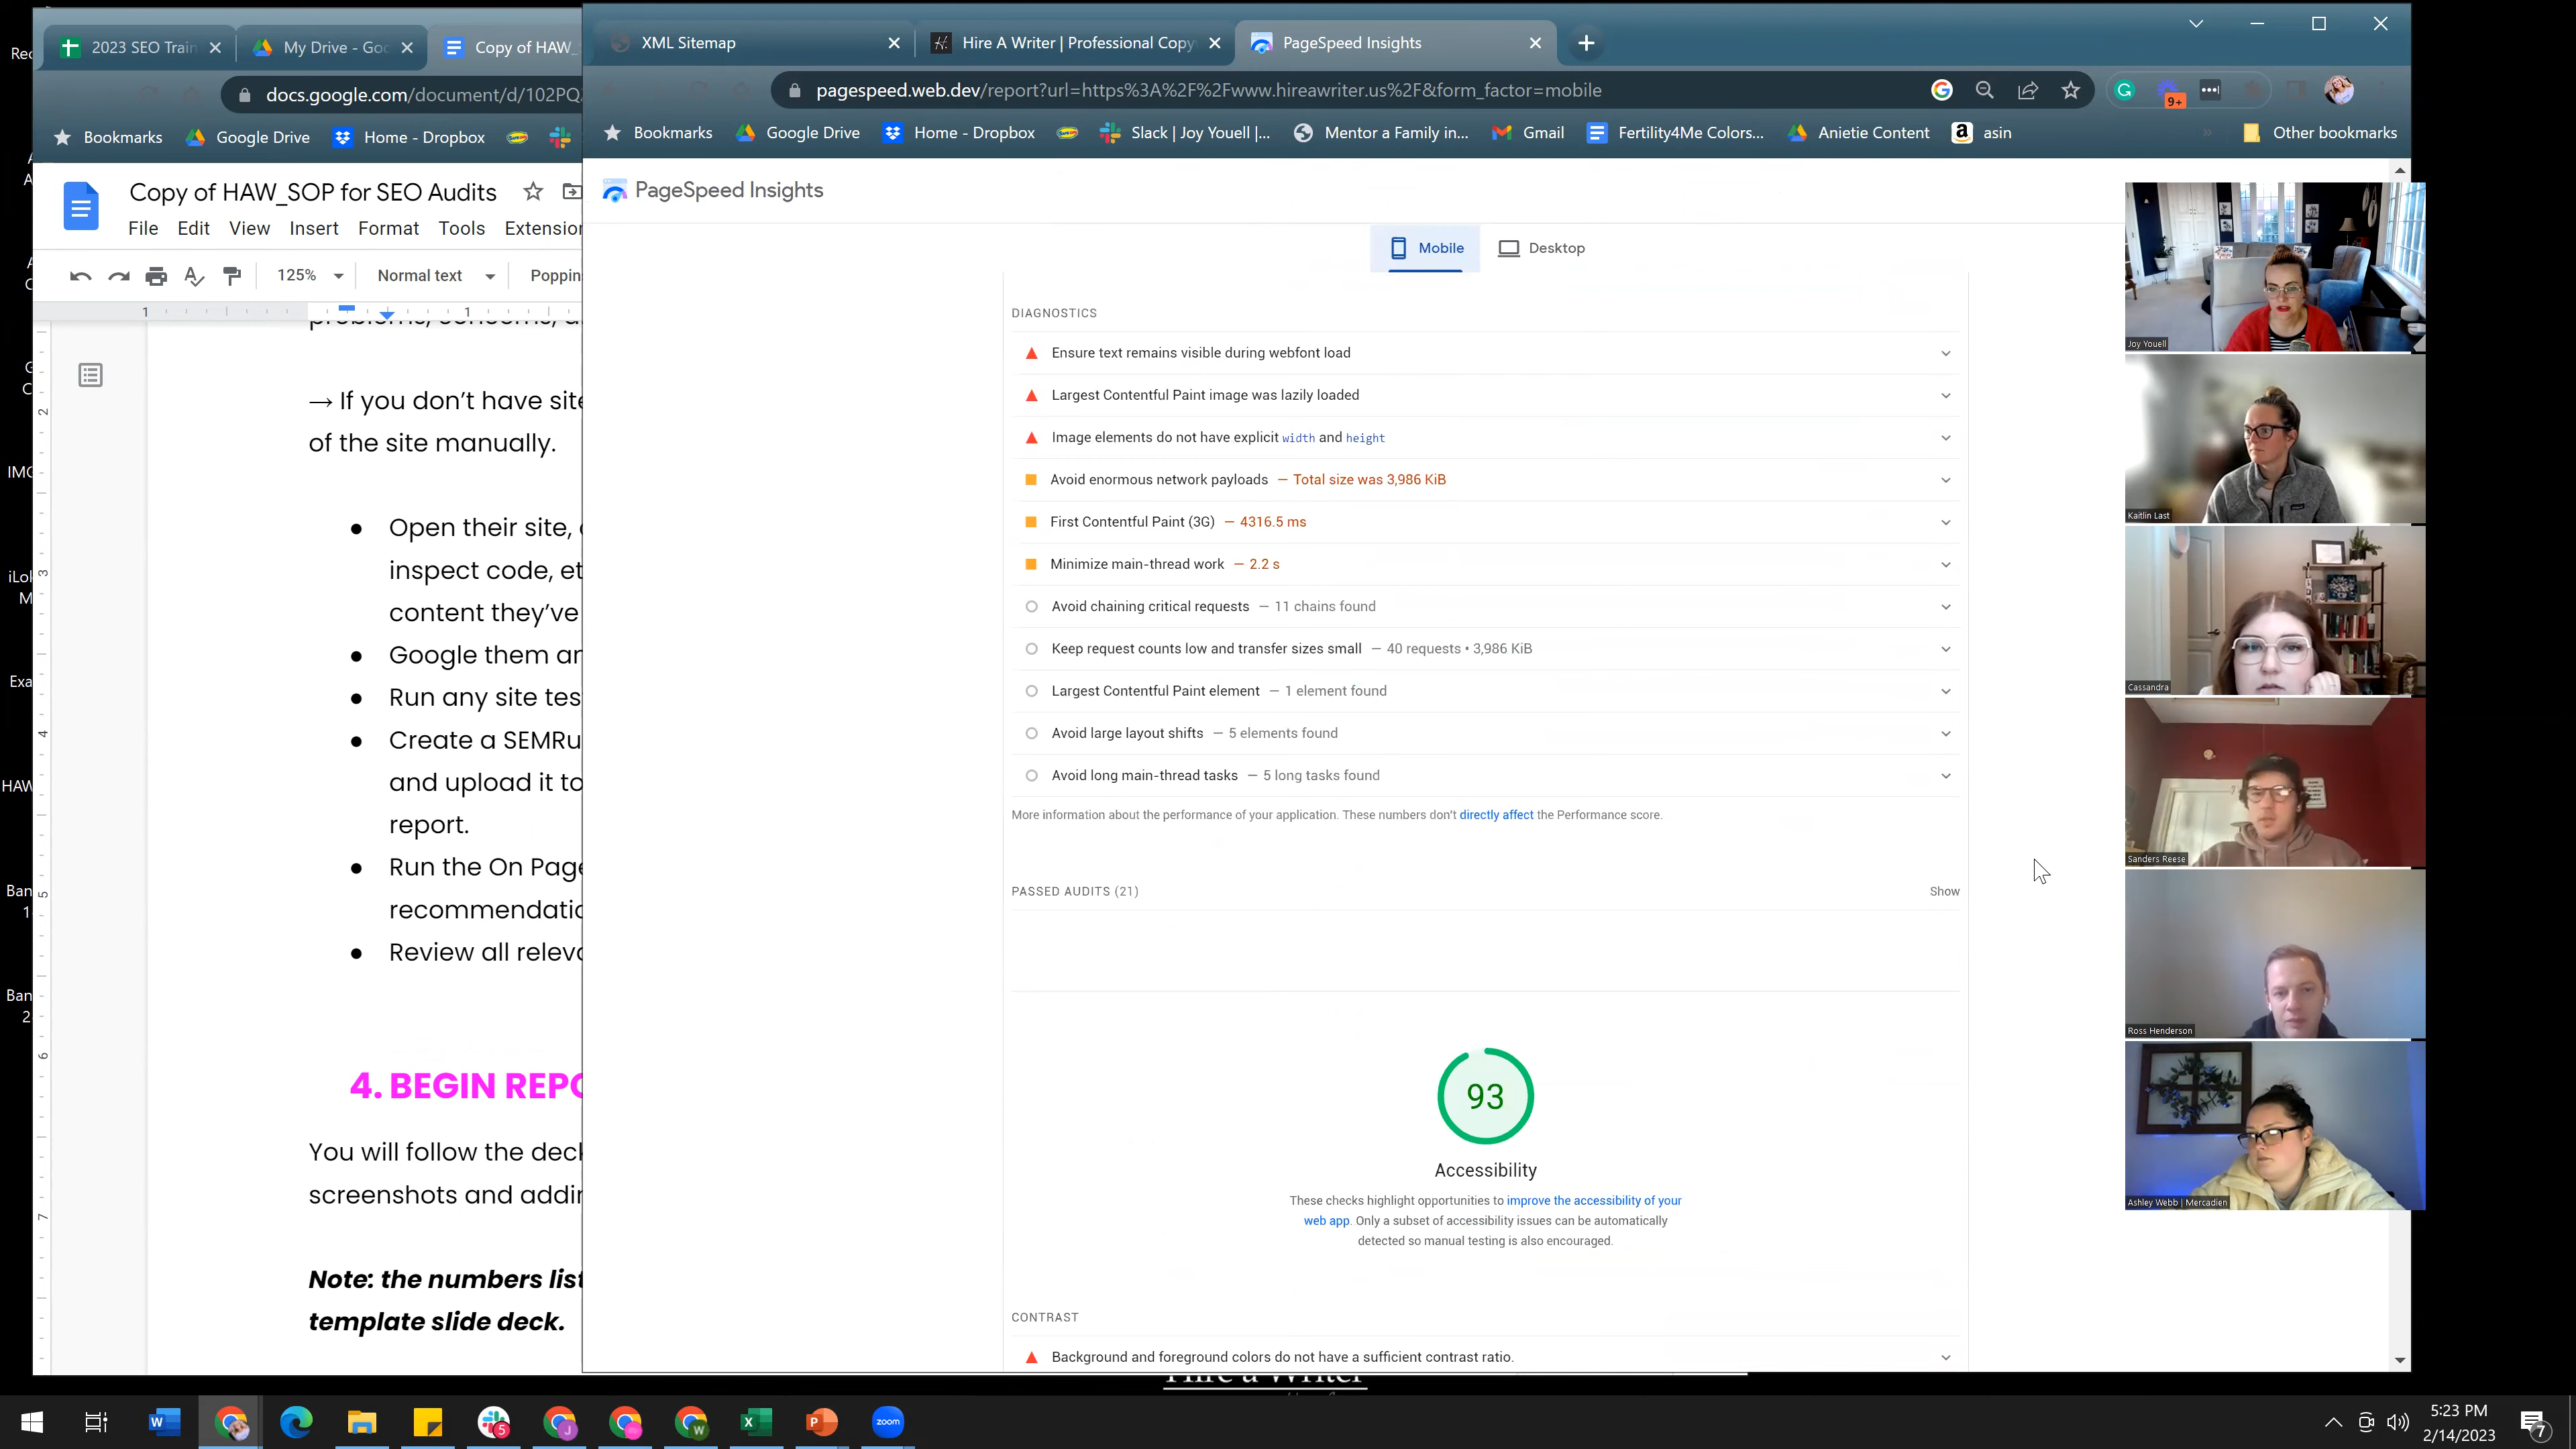 2023 SEO Train
My Drive - Goo
Copy of HAW_
docs.google.com/document/d/102PQ
Bookmarks
Google Drive
Home - Dropbox
Copy of HAW_SOP for SEO Audits
File Edit View Insert Format Tools Extension
125%
Normal text
Poppin
→ If you don't have site
of the site manually.
Open their site,
inspect code, et
content they've
Google them an
Run any site tes
Create a SEMRu
and upload it to
report.
Run the On Page
recommendatio
Review all releva
4. BEGIN REPO
You will follow the deck
screenshots and addin
Note: the numbers list
template slide deck.
XML Sitemap
Hire A Writer | Professional Copy
PageSpeed Insights
pagespeed.web.dev/report?url=https%3A%2F%2Fwww.hireawriter.us%2F&form_factor=mobile
9+
Bookmarks
Google Drive
Home - Dropbox
Slack | Joy Youell |...
Mentor a Family in...
Gmail
Fertility4Me Colors...
Anietie Content
asin
Other bookmarks
PageSpeed Insights
Mobile
Desktop
DIAGNOSTICS
Ensure text remains visible during webfont load
Largest Contentful Paint image was lazily loaded
Image elements do not have explicit width and height
Avoid enormous network payloads — Total size was 3,986 KiB
First Contentful Paint (3G) — 4316.5 ms
Minimize main-thread work — 2.2 s
Avoid chaining critical requests — 11 chains found
Keep request counts low and transfer sizes small — 40 requests • 3,986 KiB
Largest Contentful Paint element — 1 element found
Avoid large layout shifts — 5 elements found
Avoid long main-thread tasks — 5 long tasks found
More information about the performance of your application. These numbers don't directly affect the Performance score.
PASSED AUDITS (21)
Show
93
Accessibility
These checks highlight opportunities to improve the accessibility of your
web app. Only a subset of accessibility issues can be automatically
detected so manual testing is also encouraged.
CONTRAST
Background and foreground colors do not have a sufficient contrast ratio.
Joy Youell
Kaitlin Last
Cassandra
Sanders Reese
Ross Henderson
Ashley Webb | Mercadien
Hire a Writer
zoom
5:23 PM
2/14/2023
7